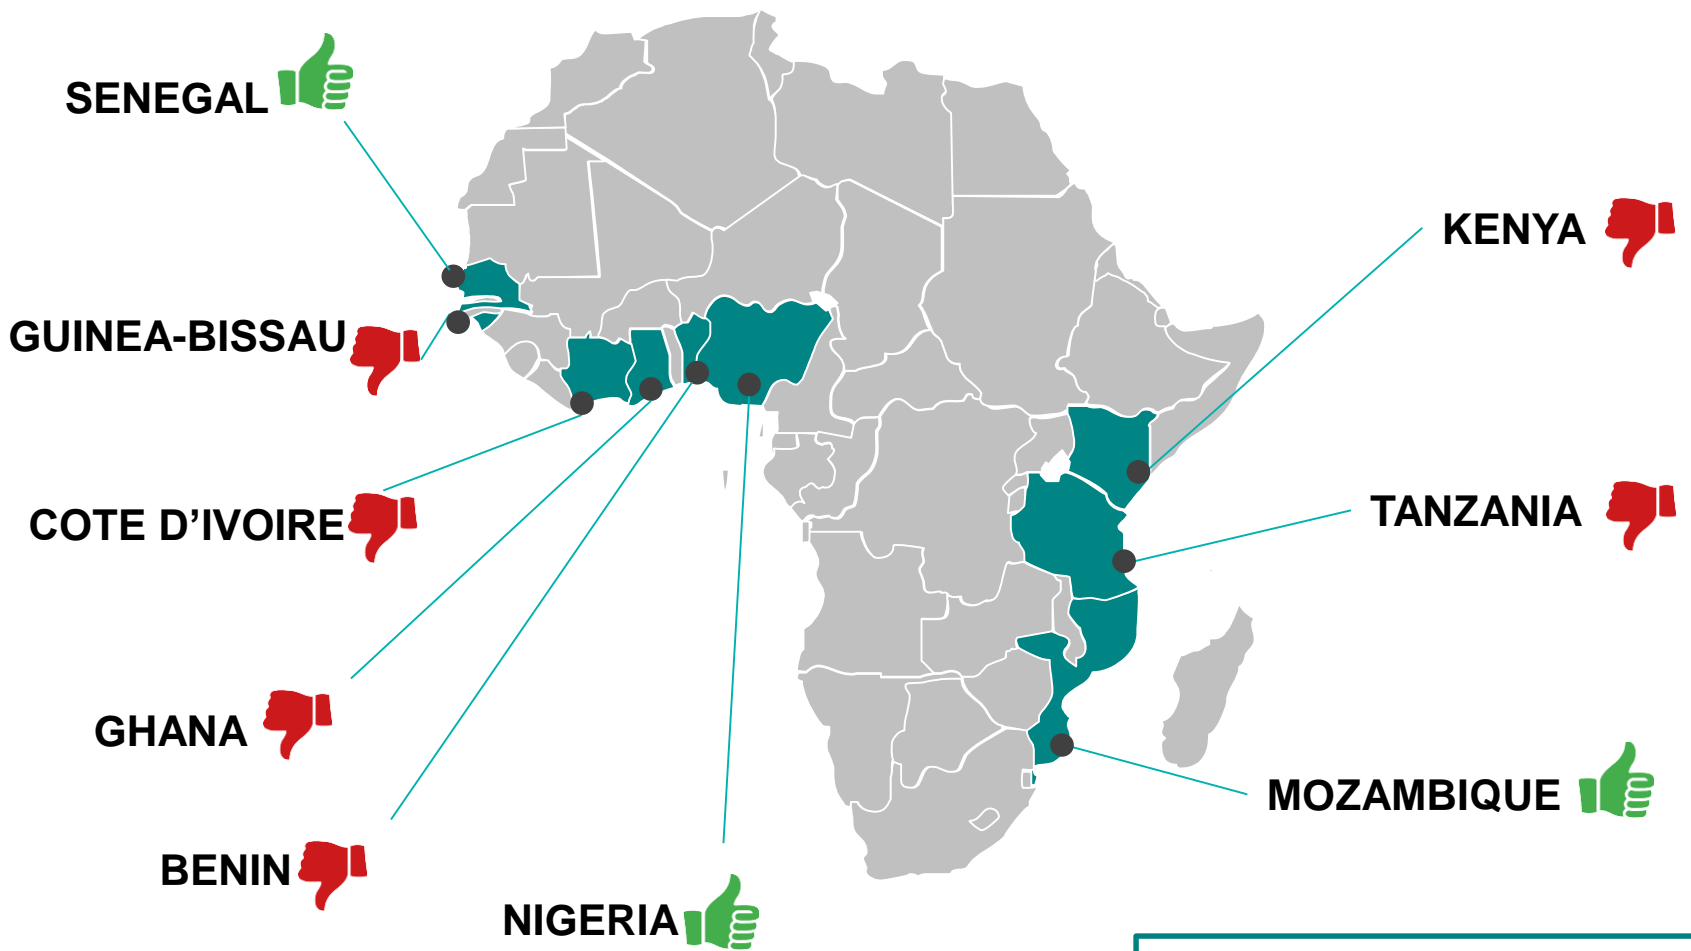 SENEGAL
KENYA
GUINEA-BISSAU
TANZANIA
COTE D’IVOIRE
GHANA
MOZAMBIQUE
BENIN
NIGERIA